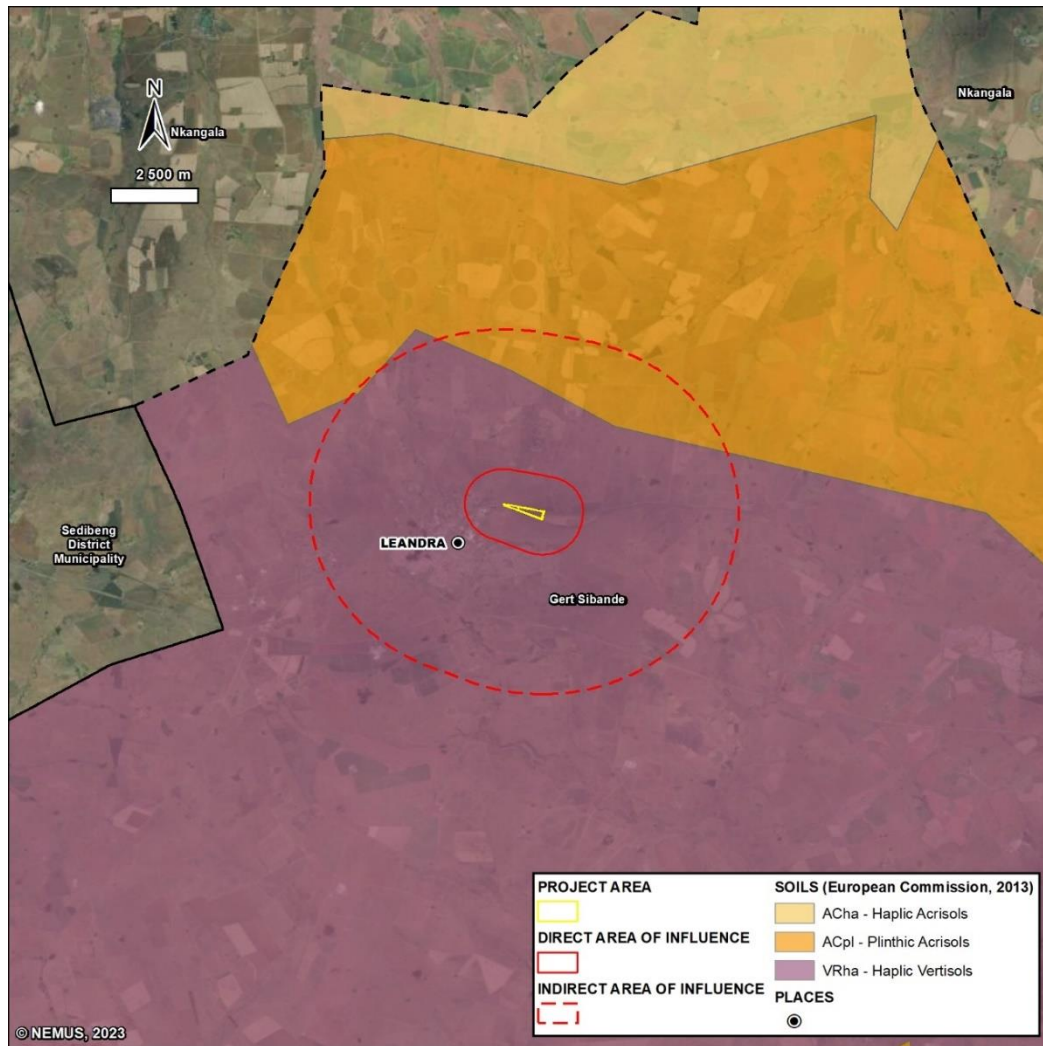 N
Nkangala
2 500 m
Nkangala
Sedibeng
District
Municipality
LEANDRA
Gert Sibande
PROJECT AREA
DIRECT AREA OF INFLUENCE
INDIRECT AREA OF INFLUENCE
SOILS (European Commission, 2013)
ACha - Haplic Acrisols
ACpl - Plinthic Acrisols
VRha - Haplic Vertisols
PLACES
© NEMUS, 2023